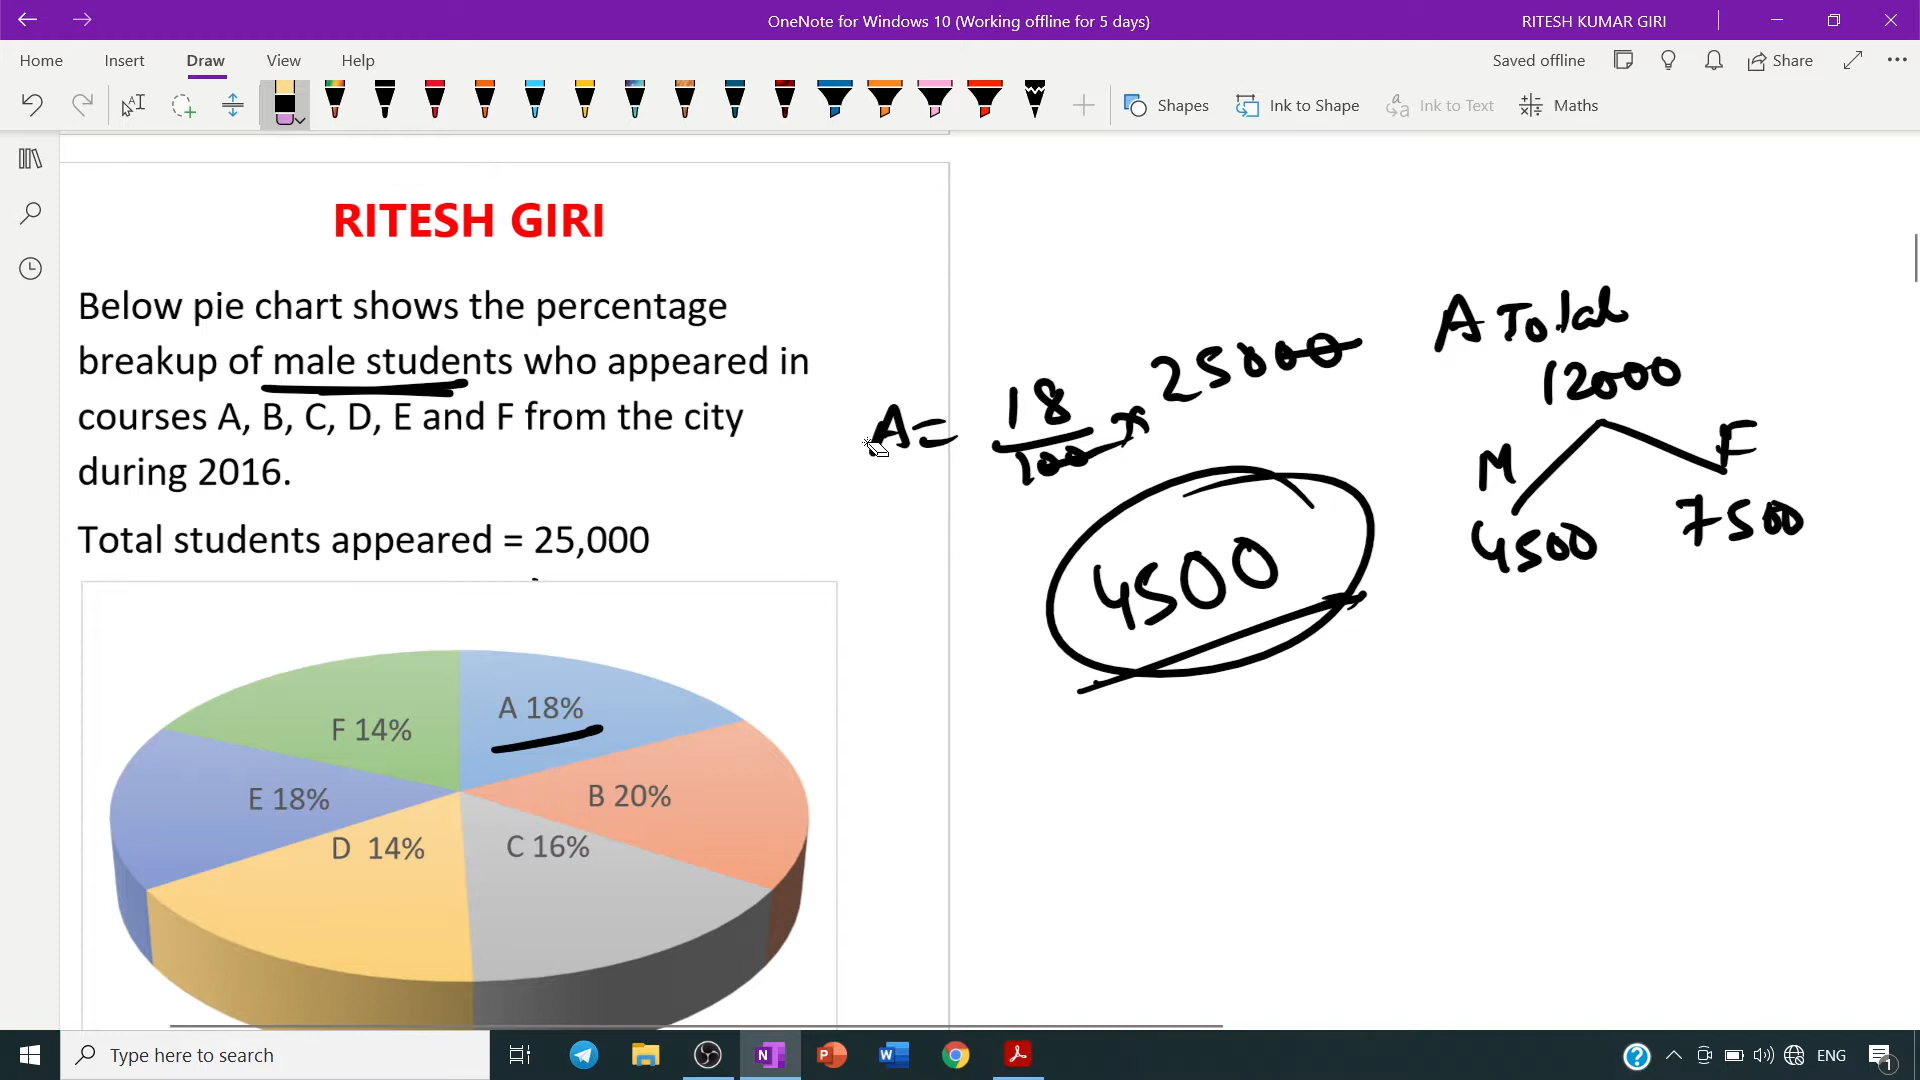 OneNote for Windows 10 (Working offline for 5 days)
RITESH KUMAR GIRI
Home Insert Draw View Help
Saved offline
Share
Shapes
Ink to Shape
Ink to Text
Maths
RITESH GIRI
Below pie chart shows the percentage
breakup of male students who appeared in
courses A, B, C, D, E and F from the city
during 2016.
Total students appeared = 25,000
A 18%
F 14%
B 20%
E 18%
D 14%
C 16%
A = 18/100 × 25000
4500
A Total
12000
M F
4500 7500
Type here to search
ENG
1